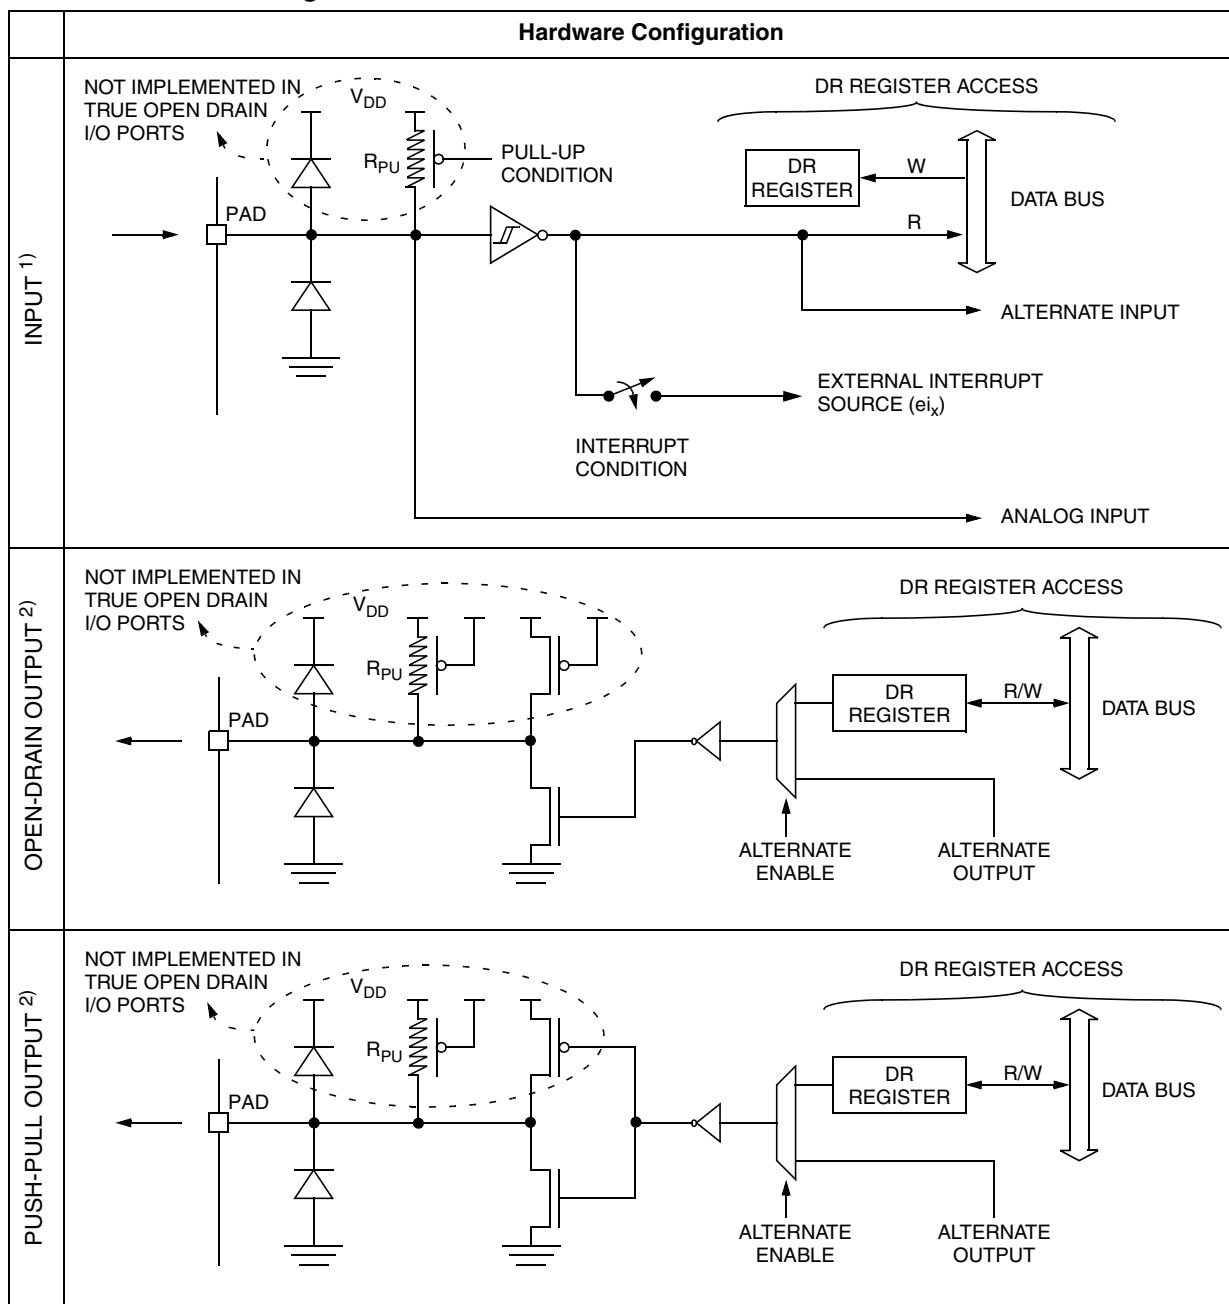 Hardware Configuration
INPUT 1)
NOT IMPLEMENTED IN
TRUE OPEN DRAIN
I/O PORTS
VDD
RPU
PULL-UP
CONDITION
PAD
DR REGISTER ACCESS
DR
REGISTER
W
R
DATA BUS
ALTERNATE INPUT
EXTERNAL INTERRUPT
SOURCE (eix)
INTERRUPT
CONDITION
ANALOG INPUT
OPEN-DRAIN OUTPUT 2)
NOT IMPLEMENTED IN
TRUE OPEN DRAIN
I/O PORTS
VDD
RPU
PAD
DR REGISTER ACCESS
DR
REGISTER
R/W
DATA BUS
ALTERNATE
ENABLE
ALTERNATE
OUTPUT
PUSH-PULL OUTPUT 2)
NOT IMPLEMENTED IN
TRUE OPEN DRAIN
I/O PORTS
VDD
RPU
PAD
DR REGISTER ACCESS
DR
REGISTER
R/W
DATA BUS
ALTERNATE
ENABLE
ALTERNATE
OUTPUT